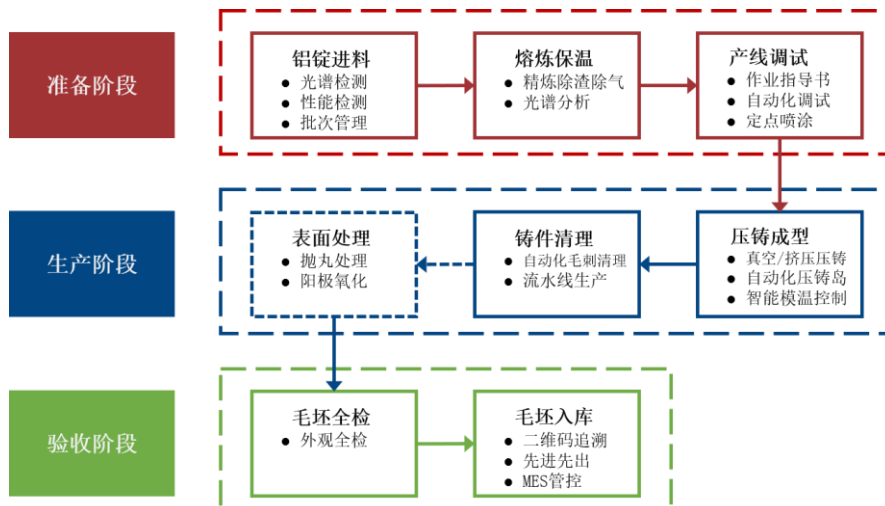 准备阶段
铝锭进料
● 光谱检测
● 性能检测
● 批次管理
熔炼保温
● 精炼除渣除气
● 光谱分析
产线调试
● 作业指导书
● 自动化调试
● 定点喷涂
生产阶段
表面处理
● 抛丸处理
● 阳极氧化
铸件清理
● 自动化毛刺清理
● 流水线生产
压铸成型
● 真空/挤压压铸
● 自动化压铸岛
● 智能模温控制
验收阶段
毛坯全检
● 外观全检
毛坯入库
● 二维码追溯
● 先进先出
● MES管控